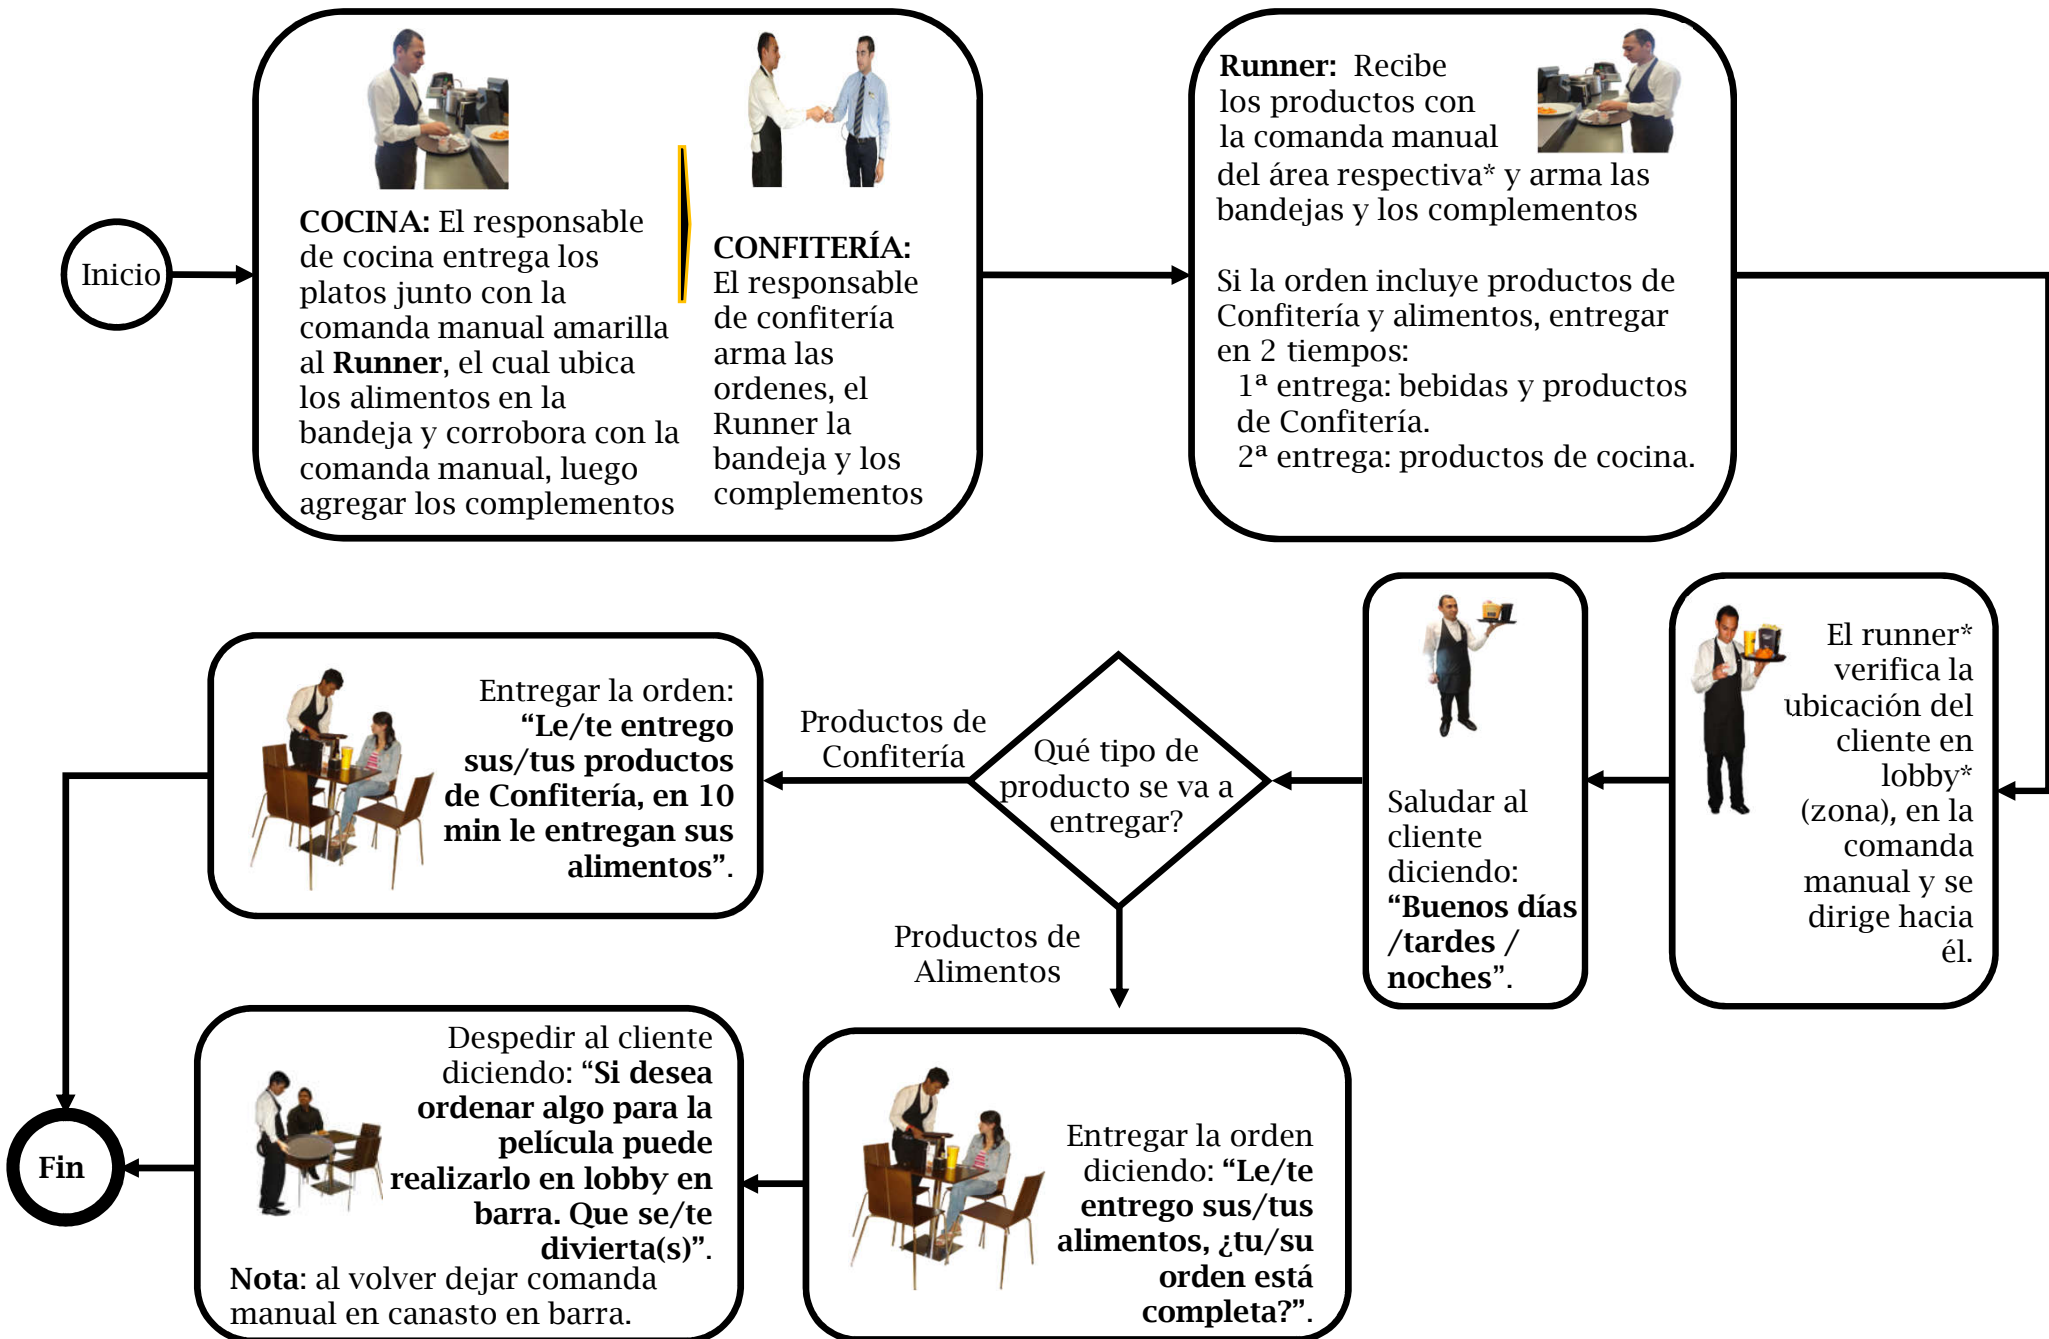 Inicio
COCINA: El responsable
de cocina entrega los
platos junto con la
comanda manual amarilla
al Runner, el cual ubica
los alimentos en la
bandeja y corrobora con la
comanda manual, luego
agregar los complementos
CONFITERÍA:
El responsable
de confitería
arma las
ordenes, el
Runner la
bandeja y los
complementos
Runner: Recibe
los productos con
la comanda manual
del área respectiva* y arma las
bandejas y los complementos
Si la orden incluye productos de
Confitería y alimentos, entregar
en 2 tiempos:
1ª entrega: bebidas y productos
de Confitería.
2ª entrega: productos de cocina.
El runner*
verifica la
ubicación del
cliente en
lobby*
(zona), en la
comanda
manual y se
dirige hacia
él.
Saludar al
cliente
diciendo:
“Buenos días
/tardes /
noches”.
Qué tipo de
producto se va a
entregar?
Productos de
Confitería
Entregar la orden:
“Le/te entrego
sus/tus productos
de Confitería, en 10
min le entregan sus
alimentos”.
Productos de
Alimentos
Entregar la orden
diciendo: “Le/te
entrego sus/tus
alimentos, ¿tu/su
orden está
completa?”.
Despedir al cliente
diciendo: “Si desea
ordenar algo para la
película puede
realizarlo en lobby en
barra. Que se/te
divierta(s)”.
Nota: al volver dejar comanda
manual en canasto en barra.
Fin